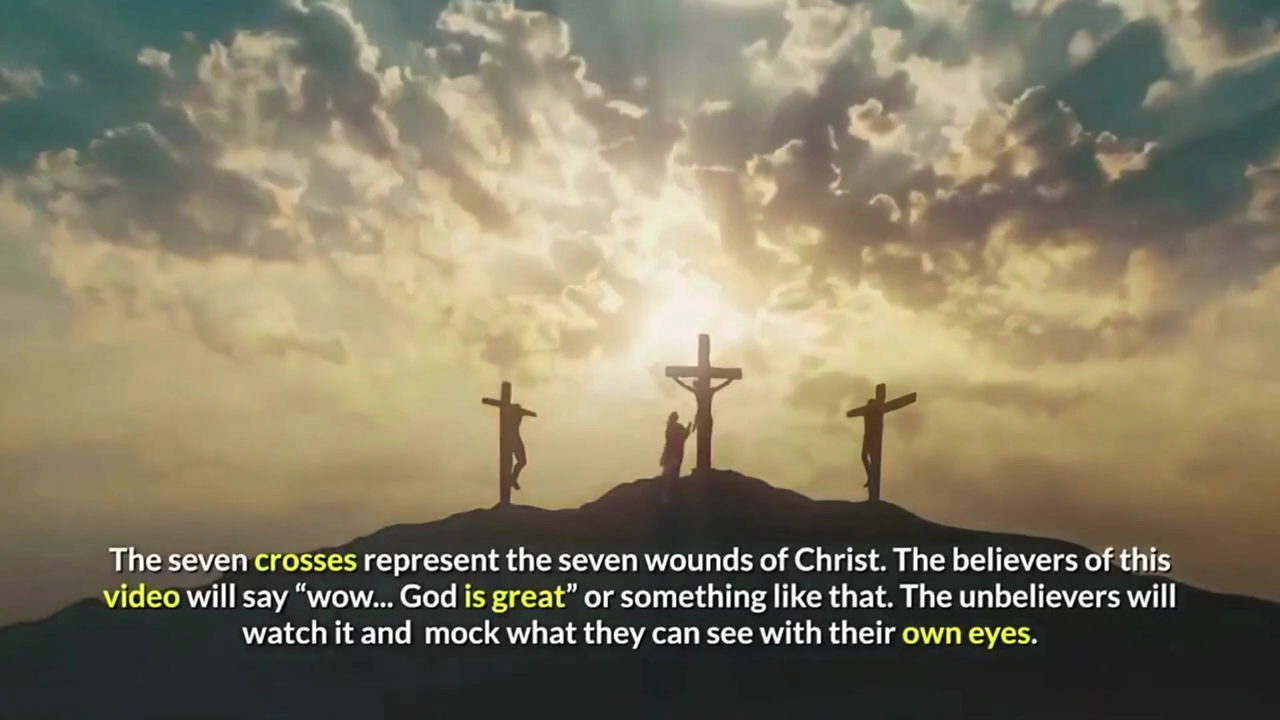 The seven crosses represent the seven wounds of Christ. The believers of this
video will say “wow... God is great” or something like that. The unbelievers will
watch it and  mock what they can see with their own eyes.